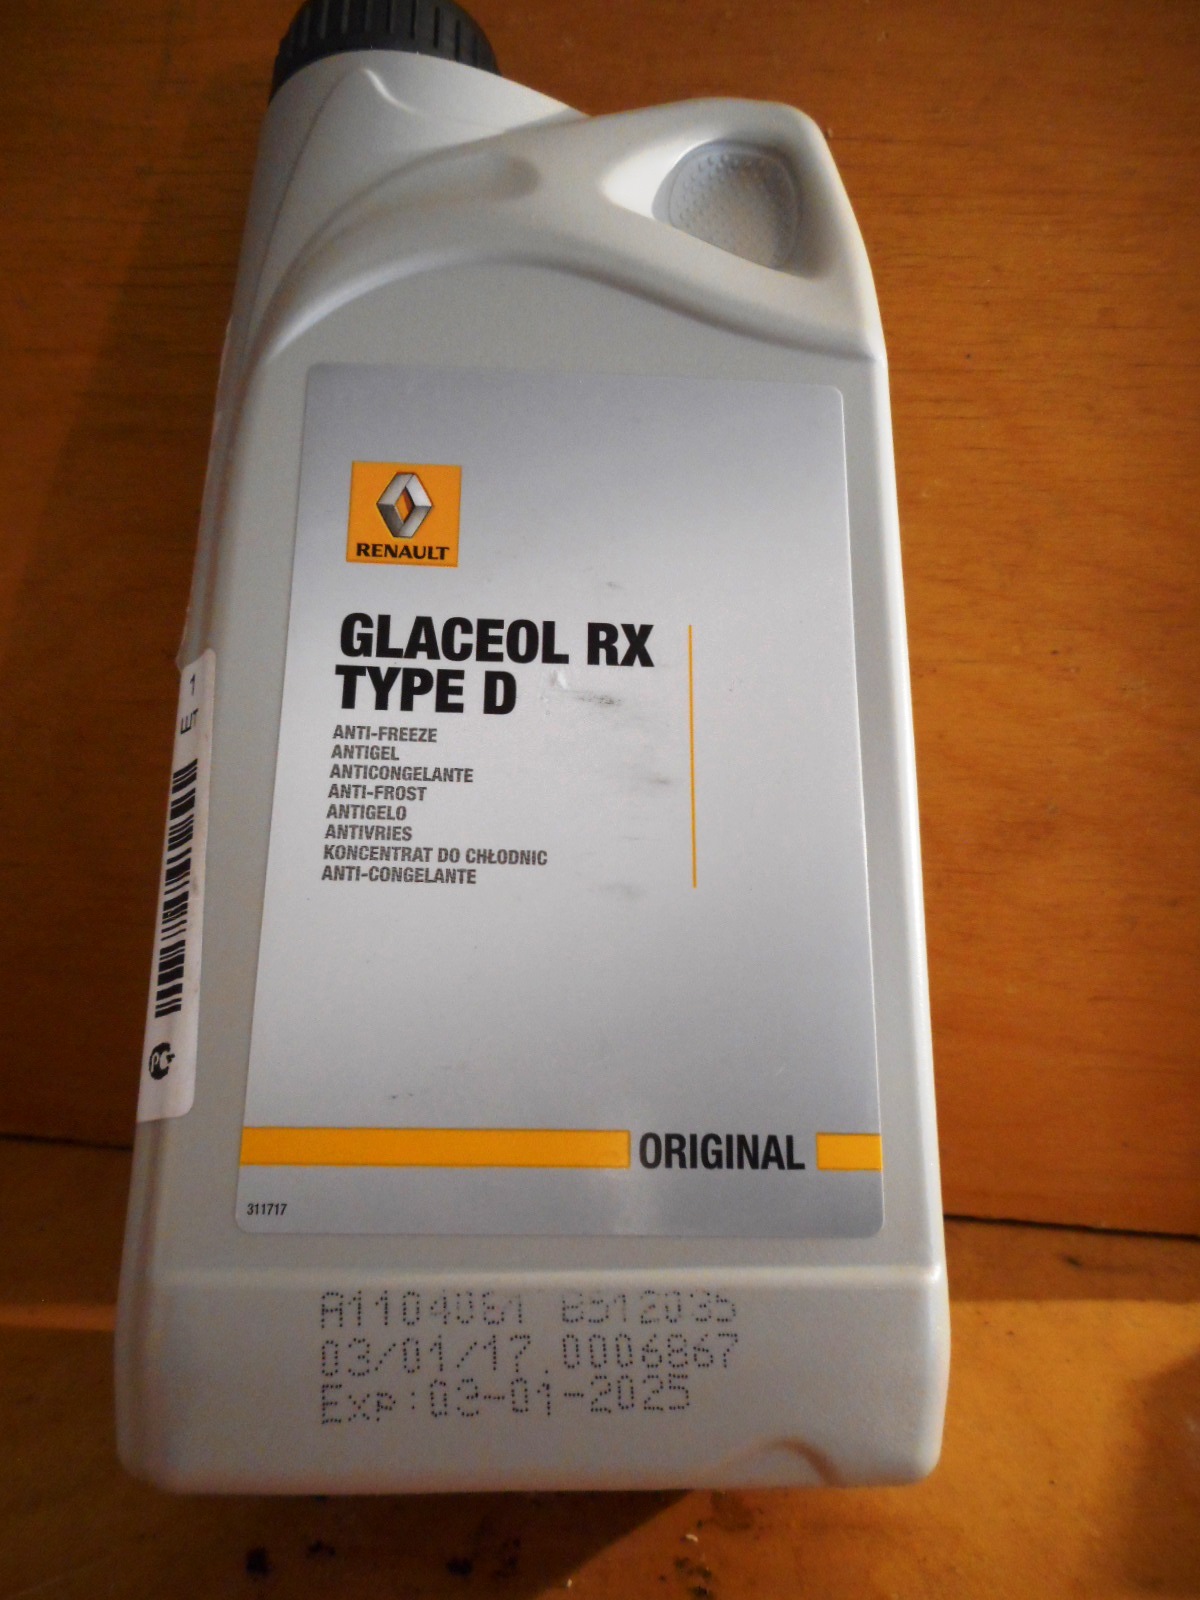 RENAULT
GLACEOL RX
TYPE D
ANTI-FREEZE
ANTIGEL
ANTICONGELANTE
ANTI-FROST
ANTIGELO
ANTIVRIES
KONCENTRAT DO CHŁODNIC
ANTI-CONGELANTE
ШТ 1
РС
ORIGINAL
311717
A1104061 B512035
03/01/17 0006867
Exp:03-01-2025